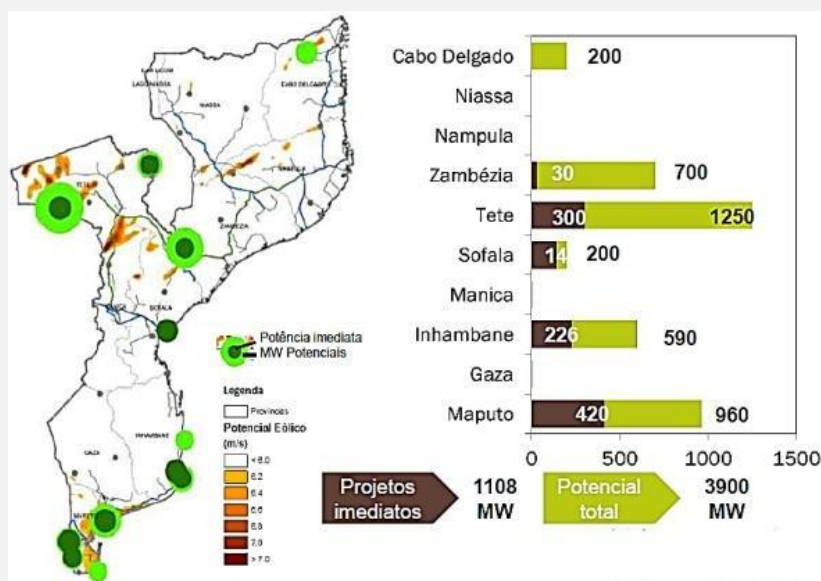 CABO DELGADO
NIASSA
TETE
SOFALA
INHAMBANE
GAZA
Potência imediata
MW Potenciais
Legenda
Províncias
Potencial Eólico
(m/s)
< 6.0
6.2
6.4
6.6
6.8
7.0
> 7.0
Cabo Delgado 200
Niassa
Nampula
Zambézia 30 700
Tete 300 1250
Sofala 14 200
Manica
Inhambane 226 590
Gaza
Maputo 420 960
0 500 1000 1500
Projetos
imediatos
1108
MW
Potencial
total
3900
MW